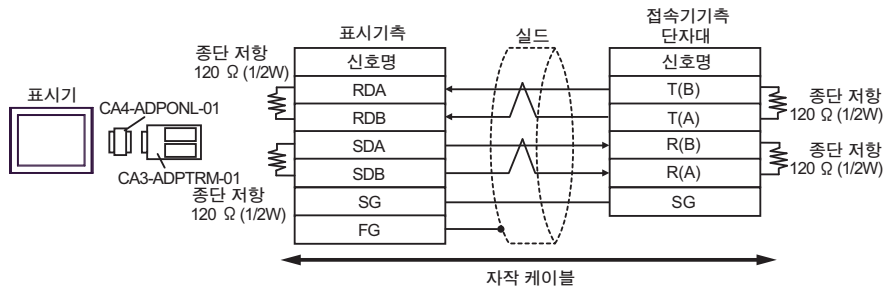 표시기
CA4-ADPONL-01
CA3-ADPTRM-01
종단 저항
120 Ω (1/2W)
종단 저항
120 Ω (1/2W)
표시기측
신호명
RDA
RDB
SDA
SDB
SG
FG
실드
접속기기측
단자대
신호명
T(B)
T(A)
R(B)
R(A)
SG
종단 저항
120 Ω (1/2W)
종단 저항
120 Ω (1/2W)
자작 케이블